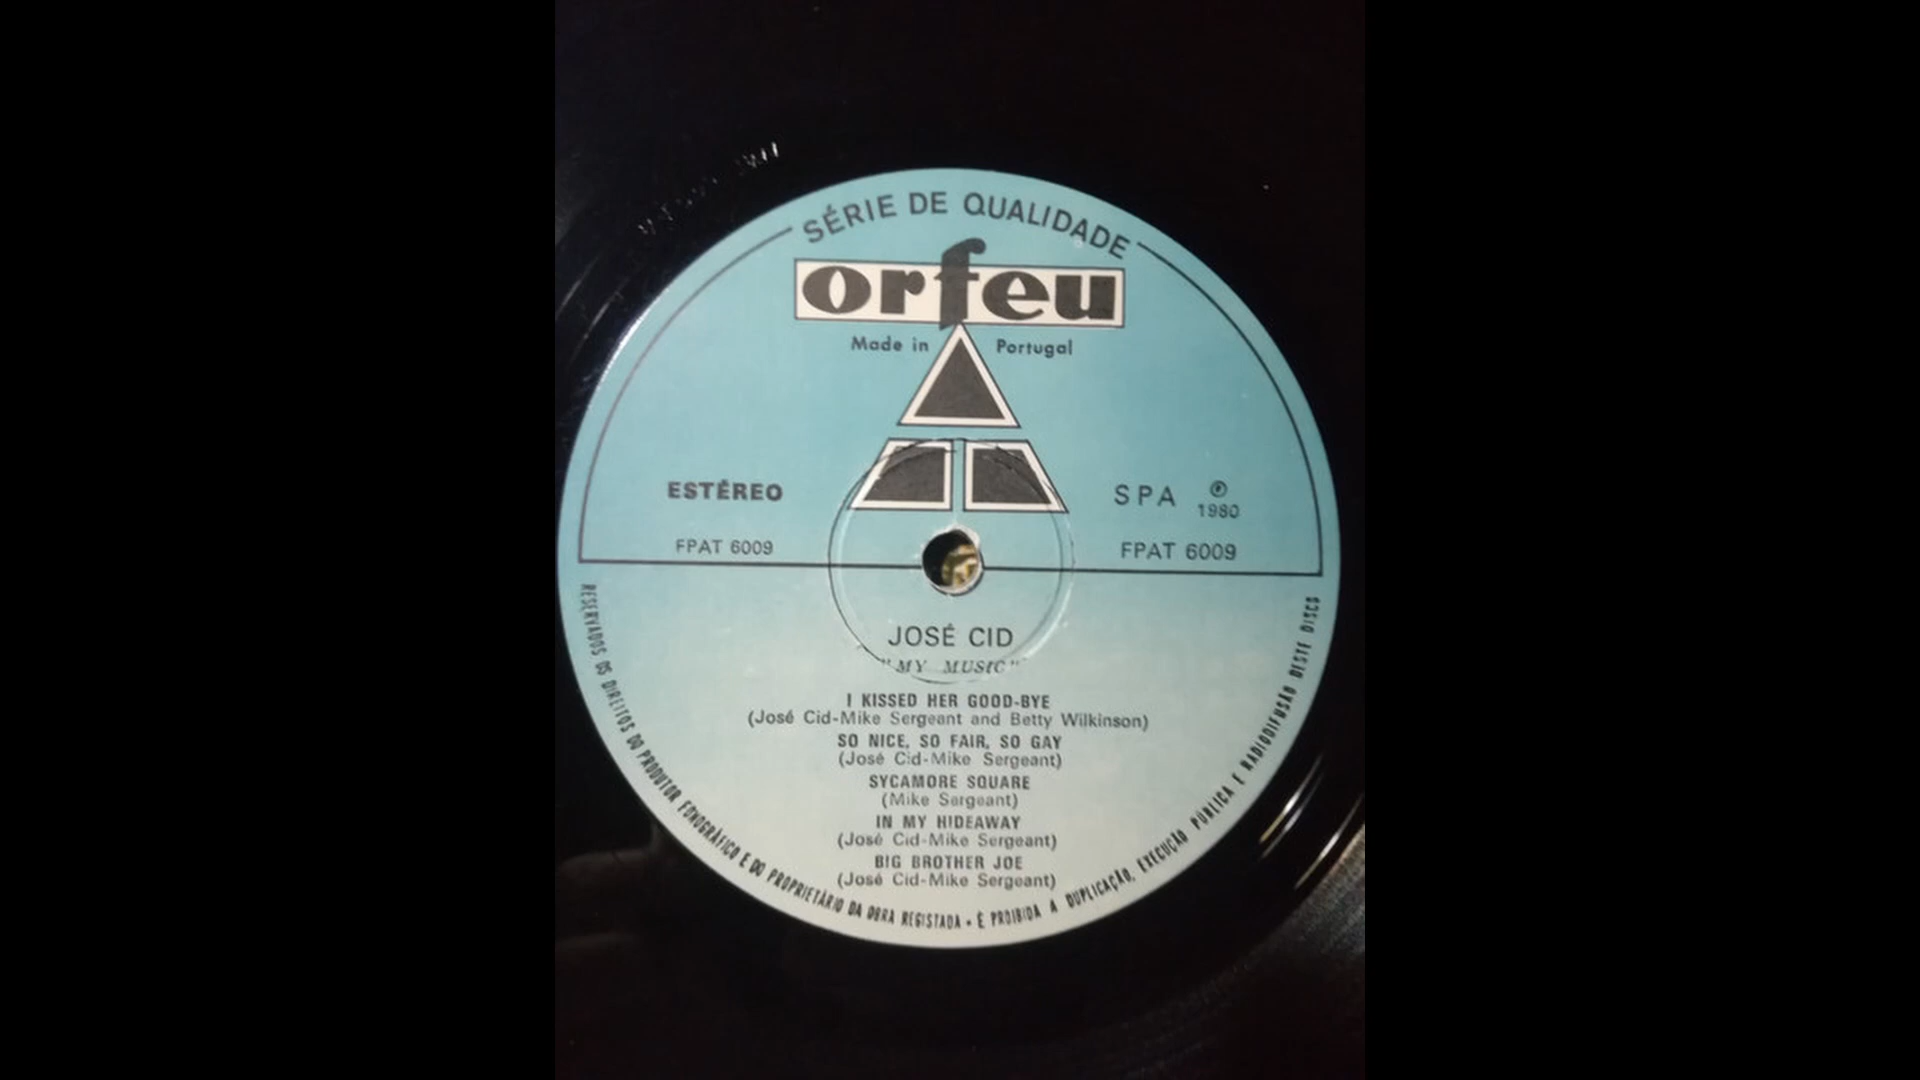 SÉRIE DE QUALIDADE
orfeu
Made in Portugal
ESTÉREO
SPA ℗ 1980
FPAT 6009
FPAT 6009
JOSÉ CID
"MY MUSIC"
I KISSED HER GOOD-BYE
(José Cid-Mike Sergeant and Betty Wilkinson)
SO NICE, SO FAIR, SO GAY
(José Cid-Mike Sergeant)
SYCAMORE SQUARE
(Mike Sergeant)
IN MY HIDEAWAY
(José Cid-Mike Sergeant)
BIG BROTHER JOE
(José Cid-Mike Sergeant)
RESERVADOS OS DIREITOS DO PRODUTOR FONOGRÁFICO E DO PROPRIETÁRIO DA OBRA REGISTADA • É PROIBIDA A DUPLICAÇÃO, EXECUÇÃO PÚBLICA E RADIODIFUSÃO DESTE DISCO